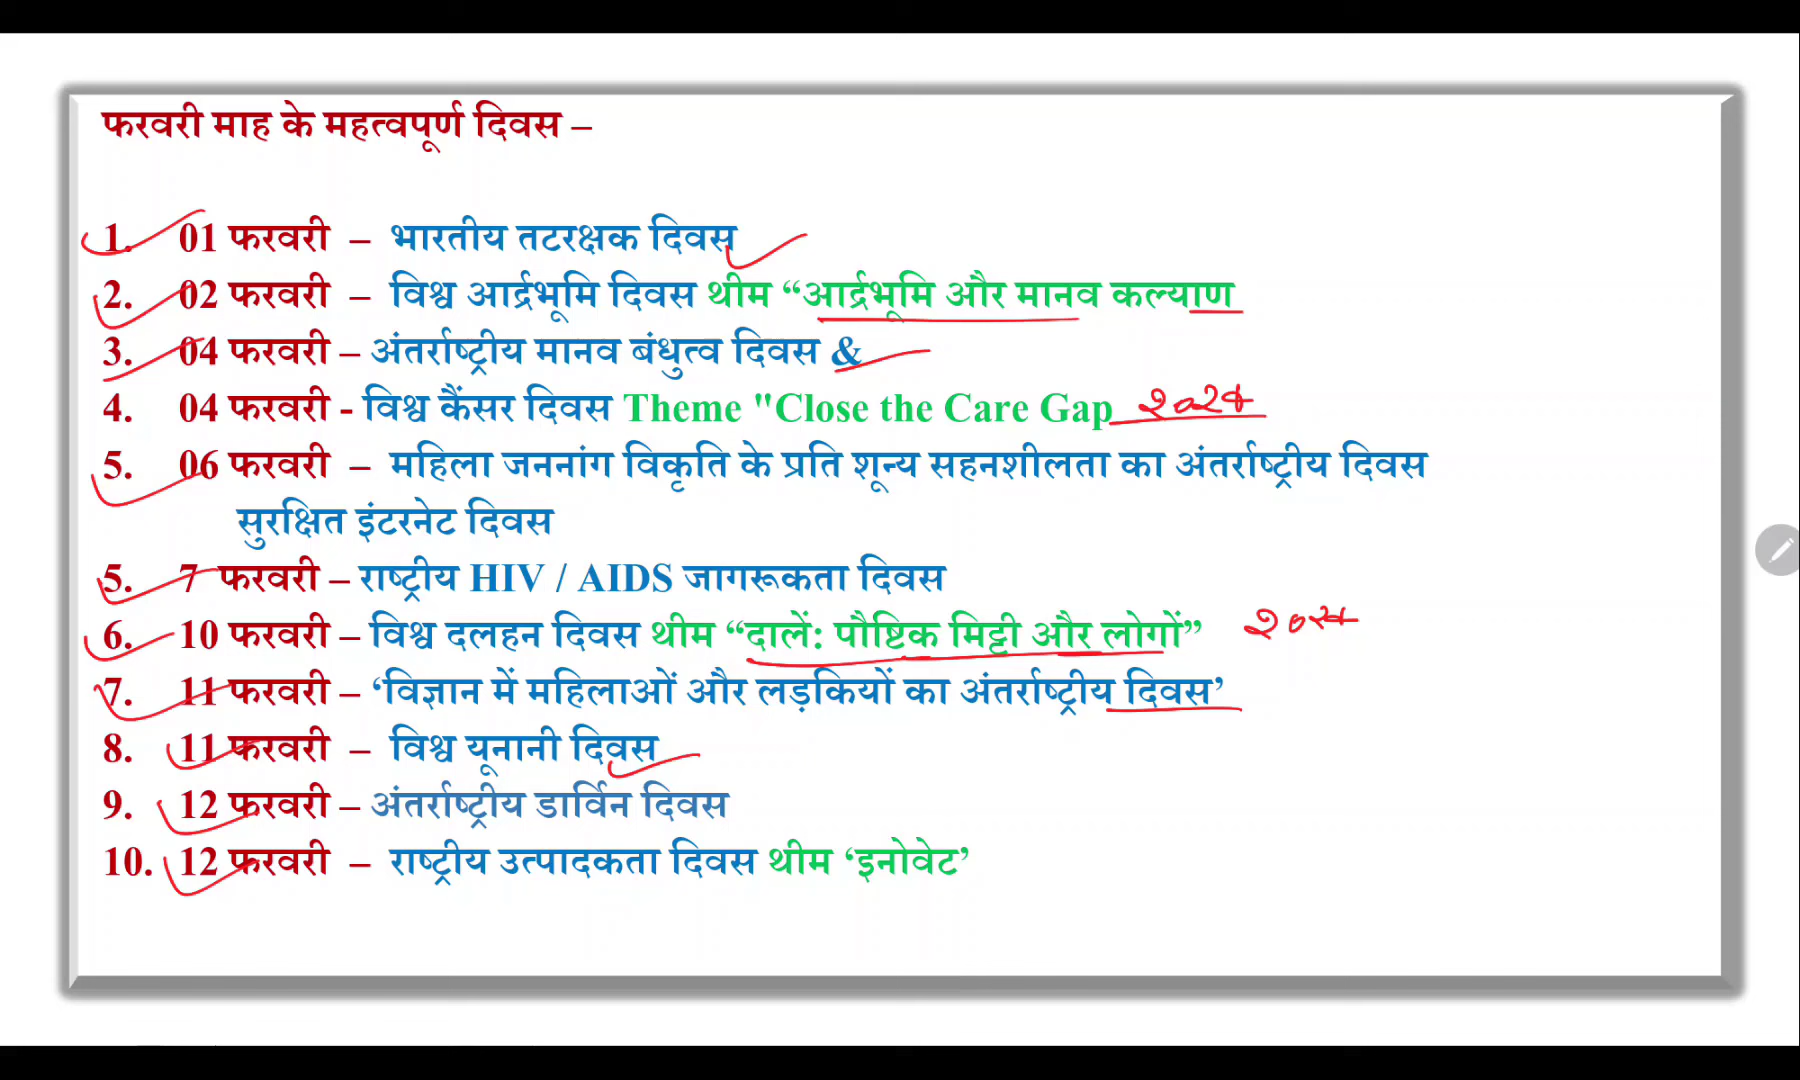 फरवरी माह के महत्वपूर्ण दिवस –
1. 01 फरवरी – भारतीय तटरक्षक दिवस
2. 02 फरवरी – विश्व आर्द्रभूमि दिवस थीम “आर्द्रभूमि और मानव कल्याण
3. 04 फरवरी – अंतर्राष्ट्रीय मानव बंधुत्व दिवस &
4. 04 फरवरी - विश्व कैंसर दिवस Theme "Close the Care Gap २०२४
5. 06 फरवरी – महिला जननांग विकृति के प्रति शून्य सहनशीलता का अंतर्राष्ट्रीय दिवस
सुरक्षित इंटरनेट दिवस
5. 7 फरवरी – राष्ट्रीय HIV / AIDS जागरूकता दिवस
6. 10 फरवरी – विश्व दलहन दिवस थीम “दालें: पौष्टिक मिट्टी और लोगों” २०२४
7. 11 फरवरी – ‘विज्ञान में महिलाओं और लड़कियों का अंतर्राष्ट्रीय दिवस’
8. 11 फरवरी – विश्व यूनानी दिवस
9. 12 फरवरी – अंतर्राष्ट्रीय डार्विन दिवस
10. 12 फरवरी – राष्ट्रीय उत्पादकता दिवस थीम ‘इनोवेट’